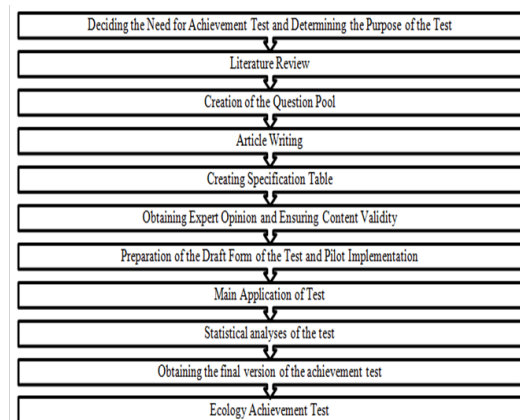 Deciding the Need for Achievement Test and Determining the Purpose of the Test
Literature Review
Creation of the Question Pool
Article Writing
Creating Specification Table
Obtaining Expert Opinion and Ensuring Content Validity
Preparation of the Draft Form of the Test and Pilot Implementation
Main Application of Test
Statistical analyses of the test
Obtaining the final version of the achievement test
Ecology Achievement Test